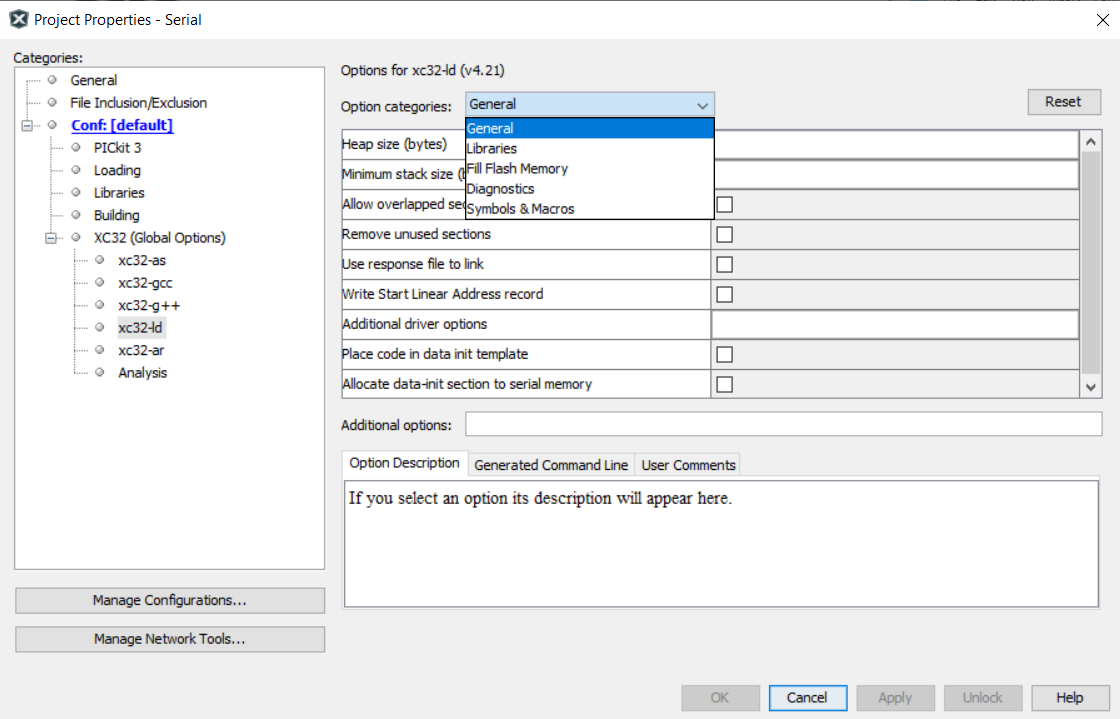 Project Properties - Serial
Categories:
General
File Inclusion/Exclusion
Conf: [default]
PICkit 3
Loading
Libraries
Building
XC32 (Global Options)
xc32-as
xc32-gcc
xc32-g++
xc32-ld
xc32-ar
Analysis
Manage Configurations...
Manage Network Tools...
Options for xc32-ld (v4.21)
Option categories: General
Reset
General
Libraries
Fill Flash Memory
Diagnostics
Symbols & Macros
Heap size (bytes)
Minimum stack size
Allow overlapped
Remove unused sections
Use response file to link
Write Start Linear Address record
Additional driver options
Place code in data init template
Allocate data-init section to serial memory
Additional options:
Option Description Generated Command Line User Comments
If you select an option its description will appear here.
OK Cancel Apply Unlock Help